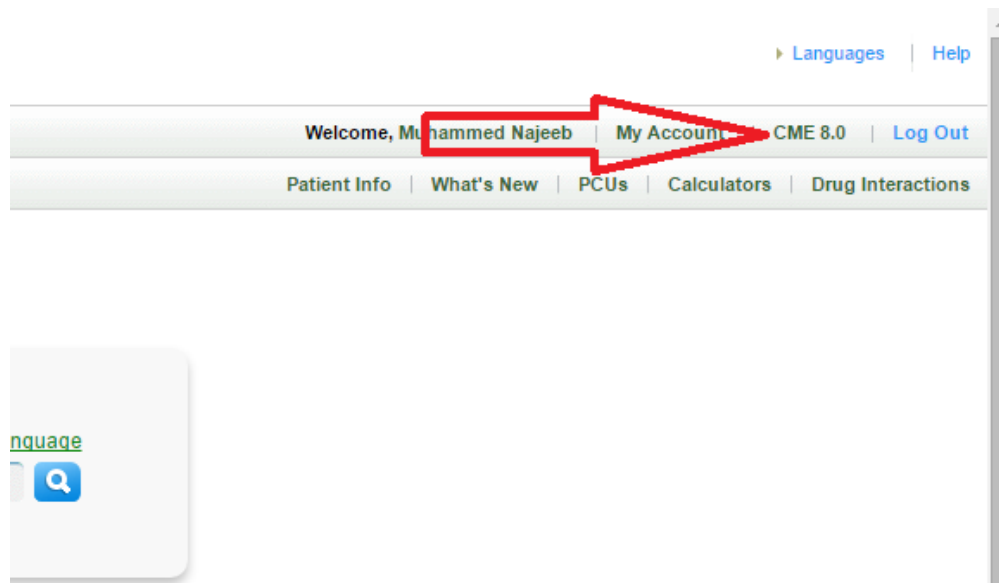 Languages | Help
Welcome, Muhammed Najeeb | My Account | CME 8.0 | Log Out
Patient Info | What's New | PCUs | Calculators | Drug Interactions
nguage